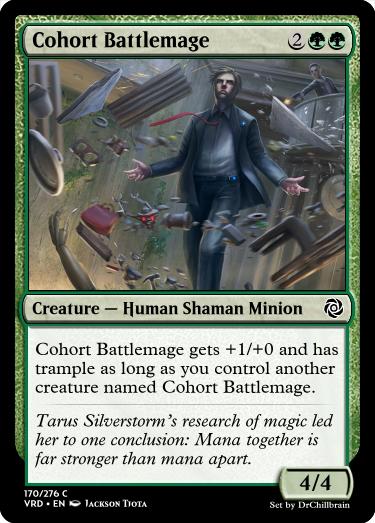 Cohort Battlemage 2
Creature — Human Shaman Minion
Cohort Battlemage gets +1/+0 and has
trample as long as you control another
creature named Cohort Battlemage.
Tarus Silverstorm's research of magic led
her to one conclusion: Mana together is
far stronger than mana apart.
4/4
170/276 C
VRD • EN Jackson Tjota
Set by DrChillbrain